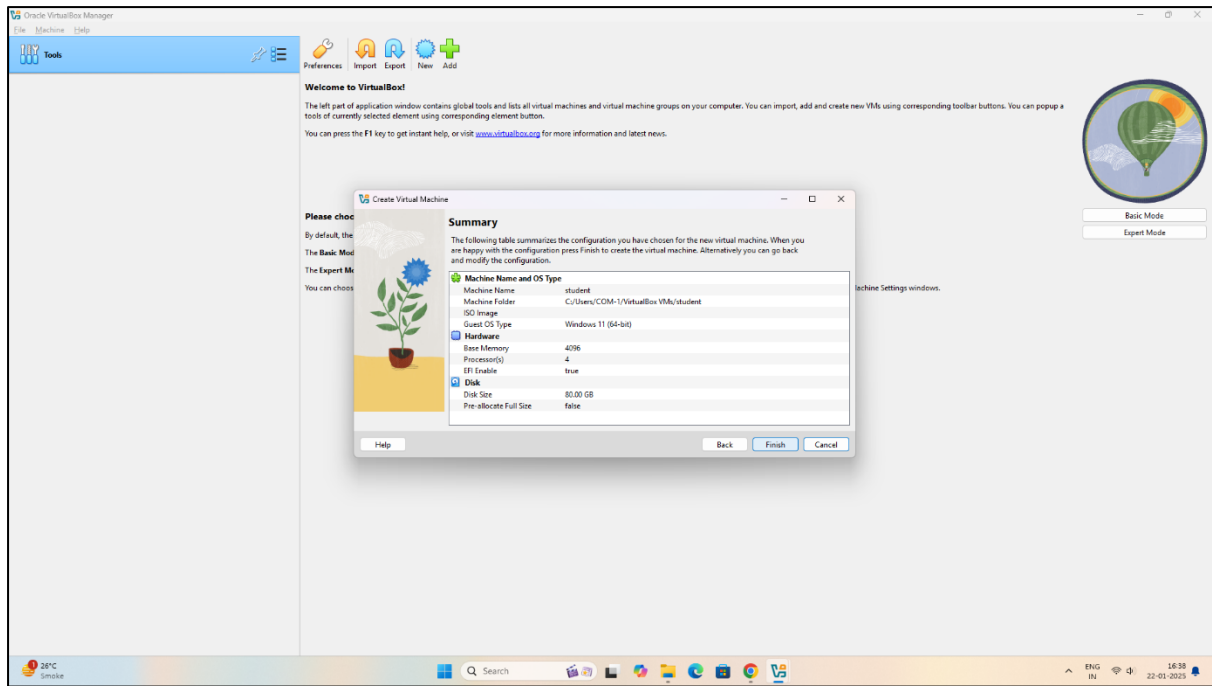 Oracle VirtualBox Manager
File Machine Help
Tools
Preferences Import Export New Add
Welcome to VirtualBox!
The left part of application window contains global tools and lists all virtual machines and virtual machine groups on your computer. You can import, add and create new VMs using corresponding toolbar buttons. You can popup a
tools of currently selected element using corresponding element button.
You can press the F1 key to get instant help, or visit www.virtualbox.org for more information and latest news.
Please choo
By default, the
The Basic Mod
The Expert Mo
You can choos
lachine Settings windows.
Basic Mode
Expert Mode
Create Virtual Machine
Summary
The following table summarizes the configuration you have chosen for the new virtual machine. When you
are happy with the configuration press Finish to create the virtual machine. Alternatively you can go back
and modify the configuration.
Machine Name and OS Type
Machine Name student
Machine Folder C:/Users/COM-1/VirtualBox VMs/student
ISO Image
Guest OS Type Windows 11 (64-bit)
Hardware
Base Memory 4096
Processor(s) 4
EFI Enable true
Disk
Disk Size 80.00 GB
Pre-allocate Full Size false
Help Back Finish Cancel
1
26°C
Smoke
Search
ENG
IN
16:38
22-01-2025